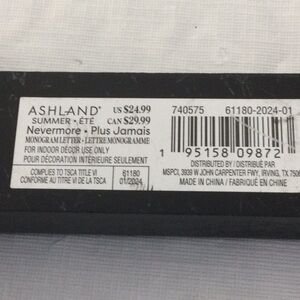 ASHLAND® US $24.99
SUMMER • ÉTÉ CAN $29.99
Nevermore • Plus Jamais
MONOGRAM LETTER • LETTRE MONOGRAMME
FOR INDOOR DÉCOR USE ONLY
POUR DÉCORATION INTÉRIEURE SEULEMENT
COMPLIES TO TSCA TITLE VI
CONFORME AU TITRE VI DE LA TSCA
61180
01/2024
740575 61180-2024-01
1 95158 09872
DISTRIBUTED BY / DISTRIBUÉ PAR
MSPCI, 3939 W JOHN CARPENTER FWY, IRVING, TX
MADE IN CHINA / FABRIQUÉ EN CHINE